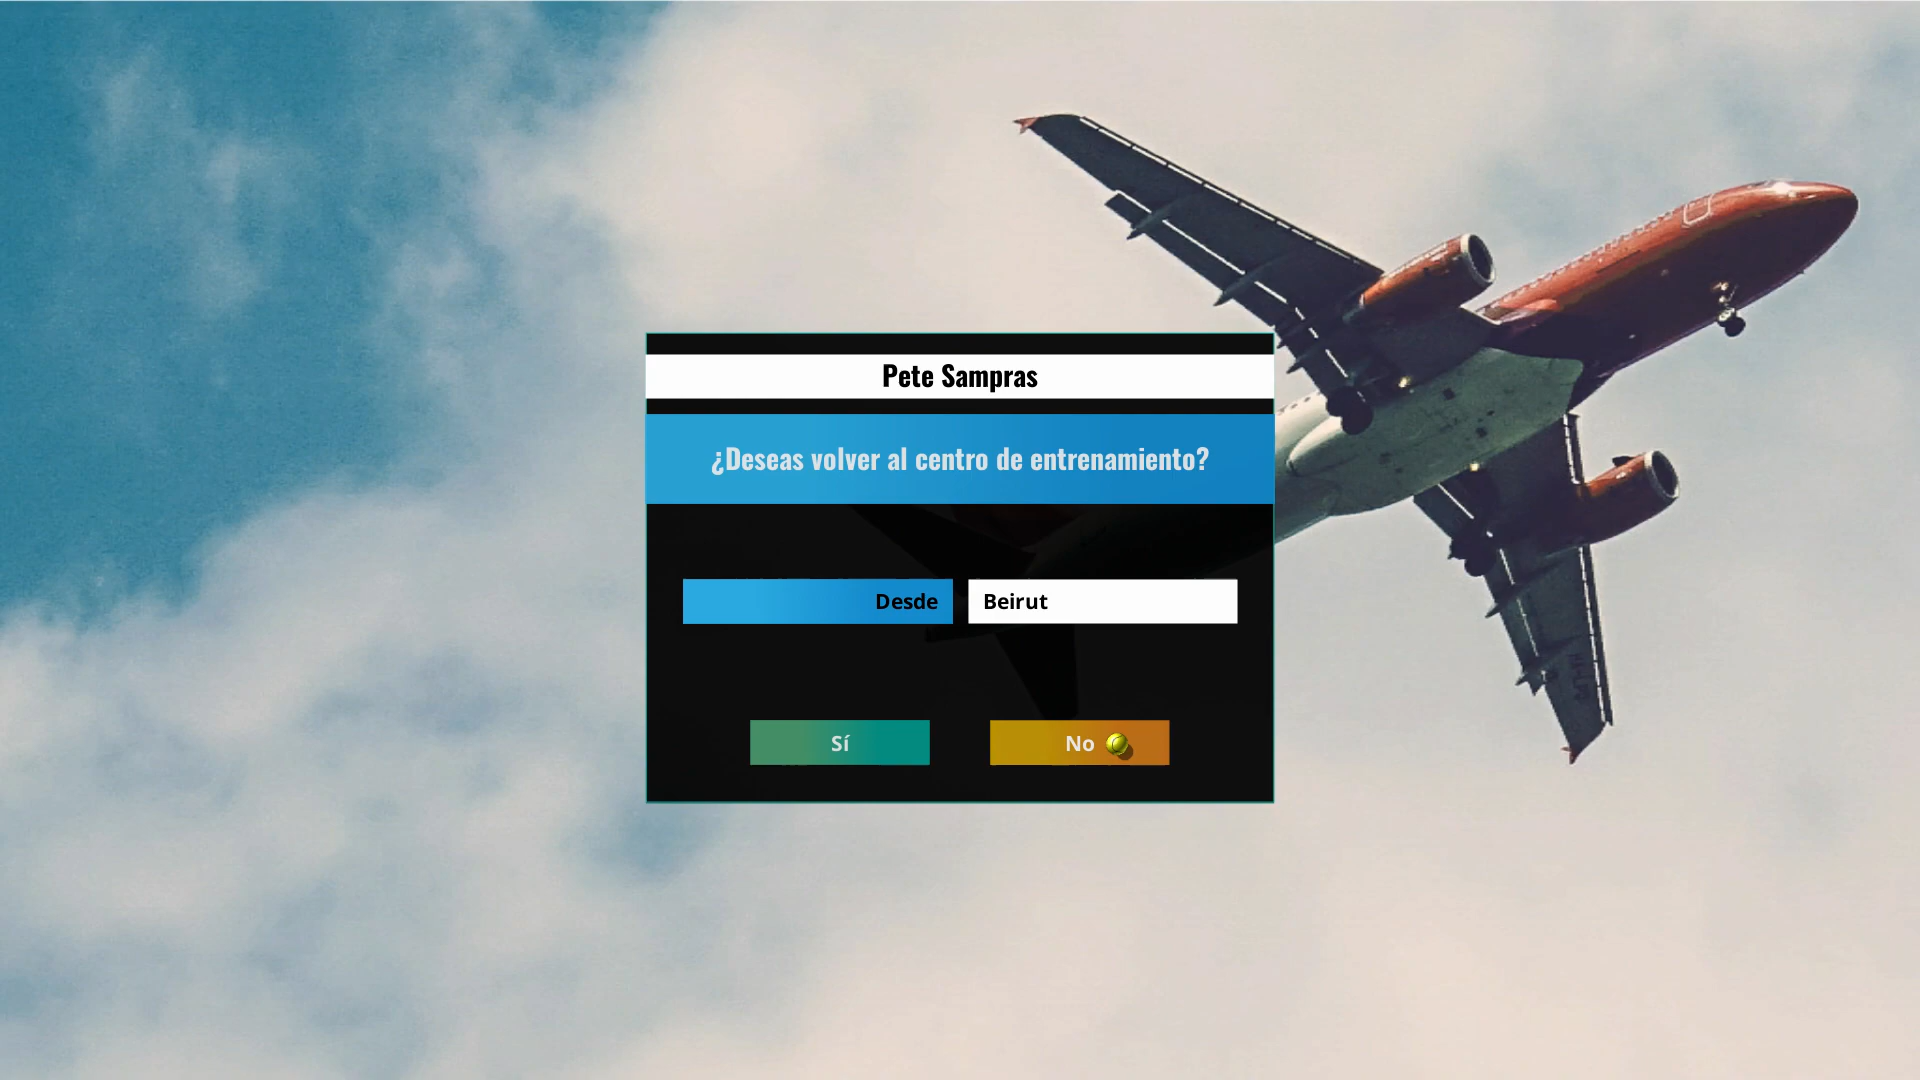 Pete Sampras
¿Deseas volver al centro de entrenamiento?
Desde Beirut
Sí No